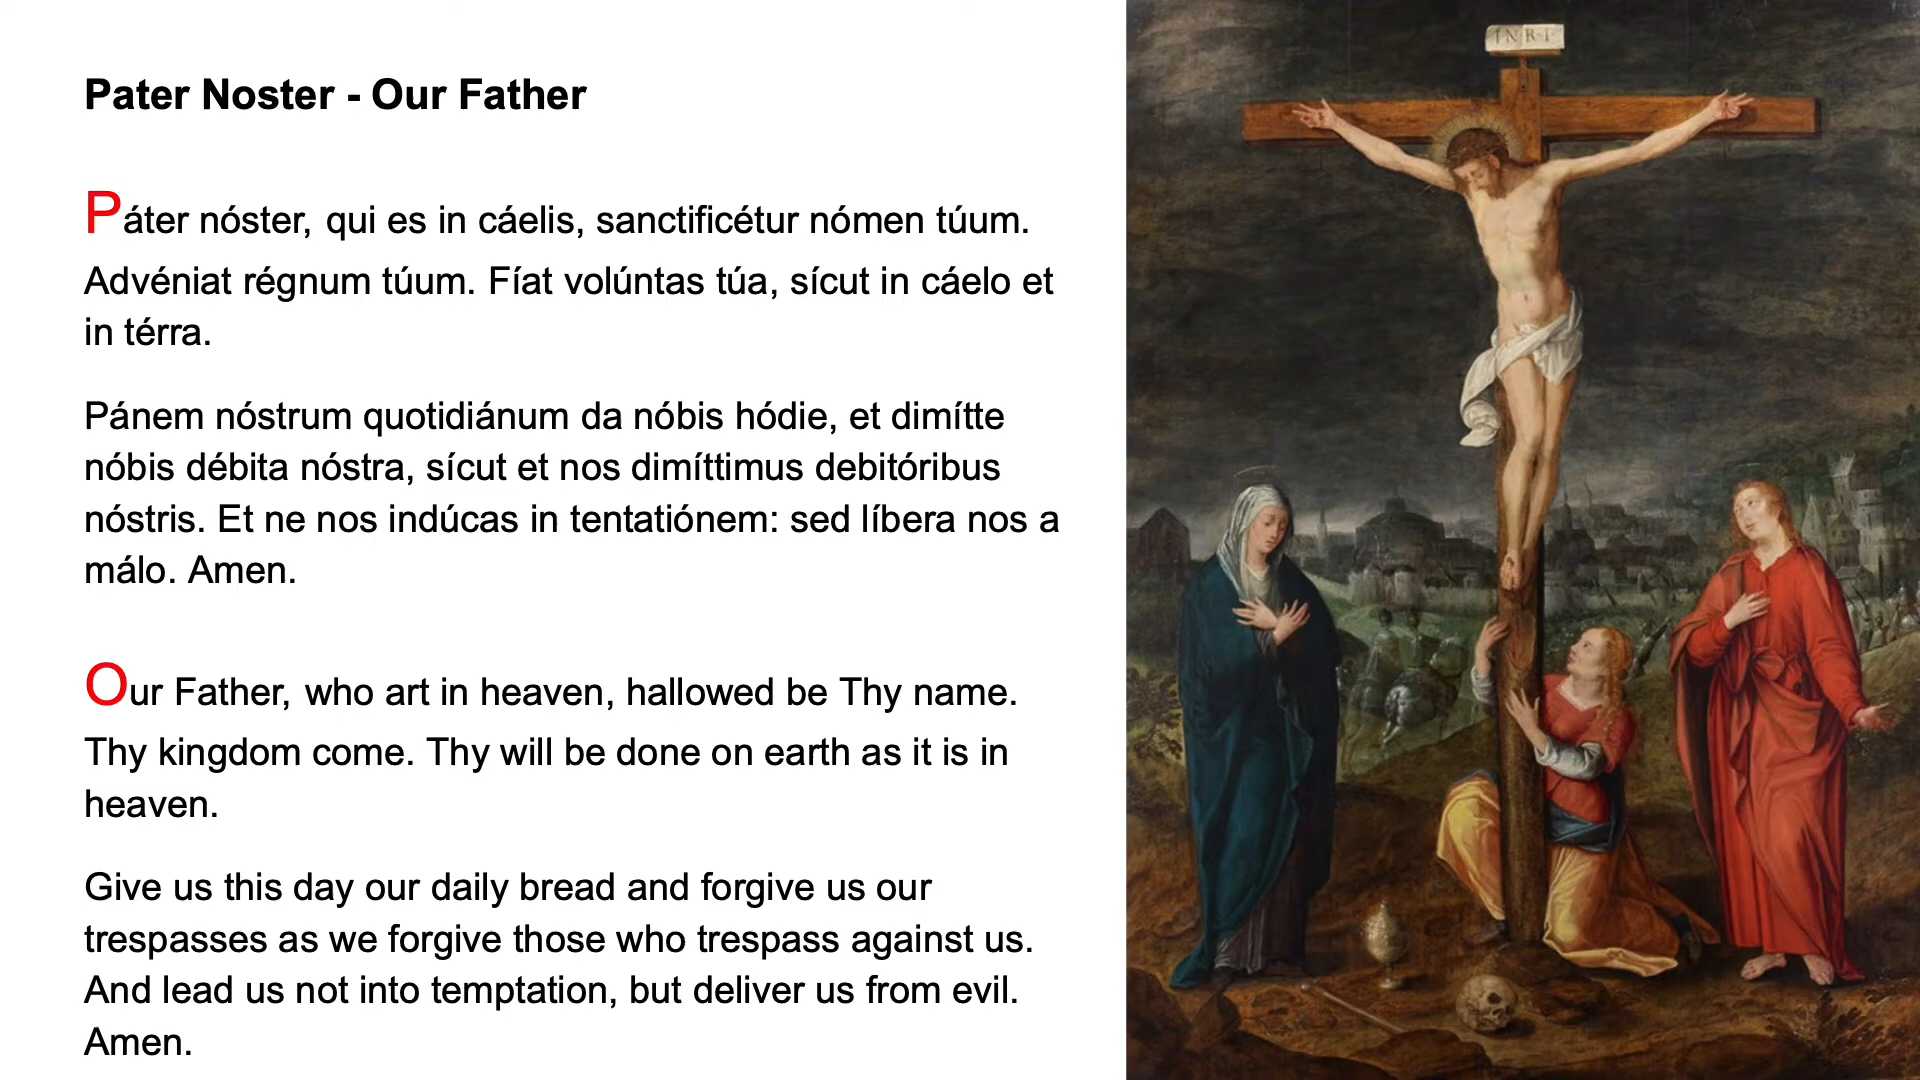 Pater Noster - Our Father
Páter nóster, qui es in cáelis, sanctificétur nómen túum.
Advéniat régnum túum. Fíat volúntas túa, sícut in cáelo et
in térra.
Pánem nóstrum quotidiánum da nóbis hódie, et dimítte
nóbis débita nóstra, sícut et nos dimíttimus debitóribus
nóstris. Et ne nos indúcas in tentatiónem: sed líbera nos a
málo. Amen.
Our Father, who art in heaven, hallowed be Thy name.
Thy kingdom come. Thy will be done on earth as it is in
heaven.
Give us this day our daily bread and forgive us our
trespasses as we forgive those who trespass against us.
And lead us not into temptation, but deliver us from evil.
Amen.
INRI